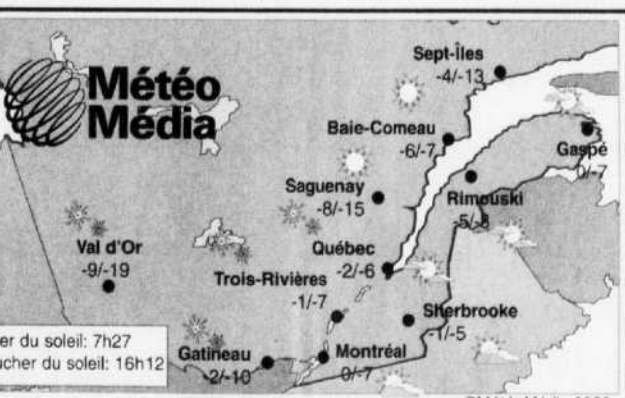 Météo
Média
Sept-Îles
-4/-13
Baie-Comeau
-6/-7
Gaspé
0/-7
Saguenay
-8/-15
Rimouski
Val d'Or
-9/-19
Québec
-2/-6
Trois-Rivières
-1/-7
Sherbrooke
-1/-5
er du soleil: 7h27
ucher du soleil: 16h12
Gatineau
-2/-10
Montréal
0/-7